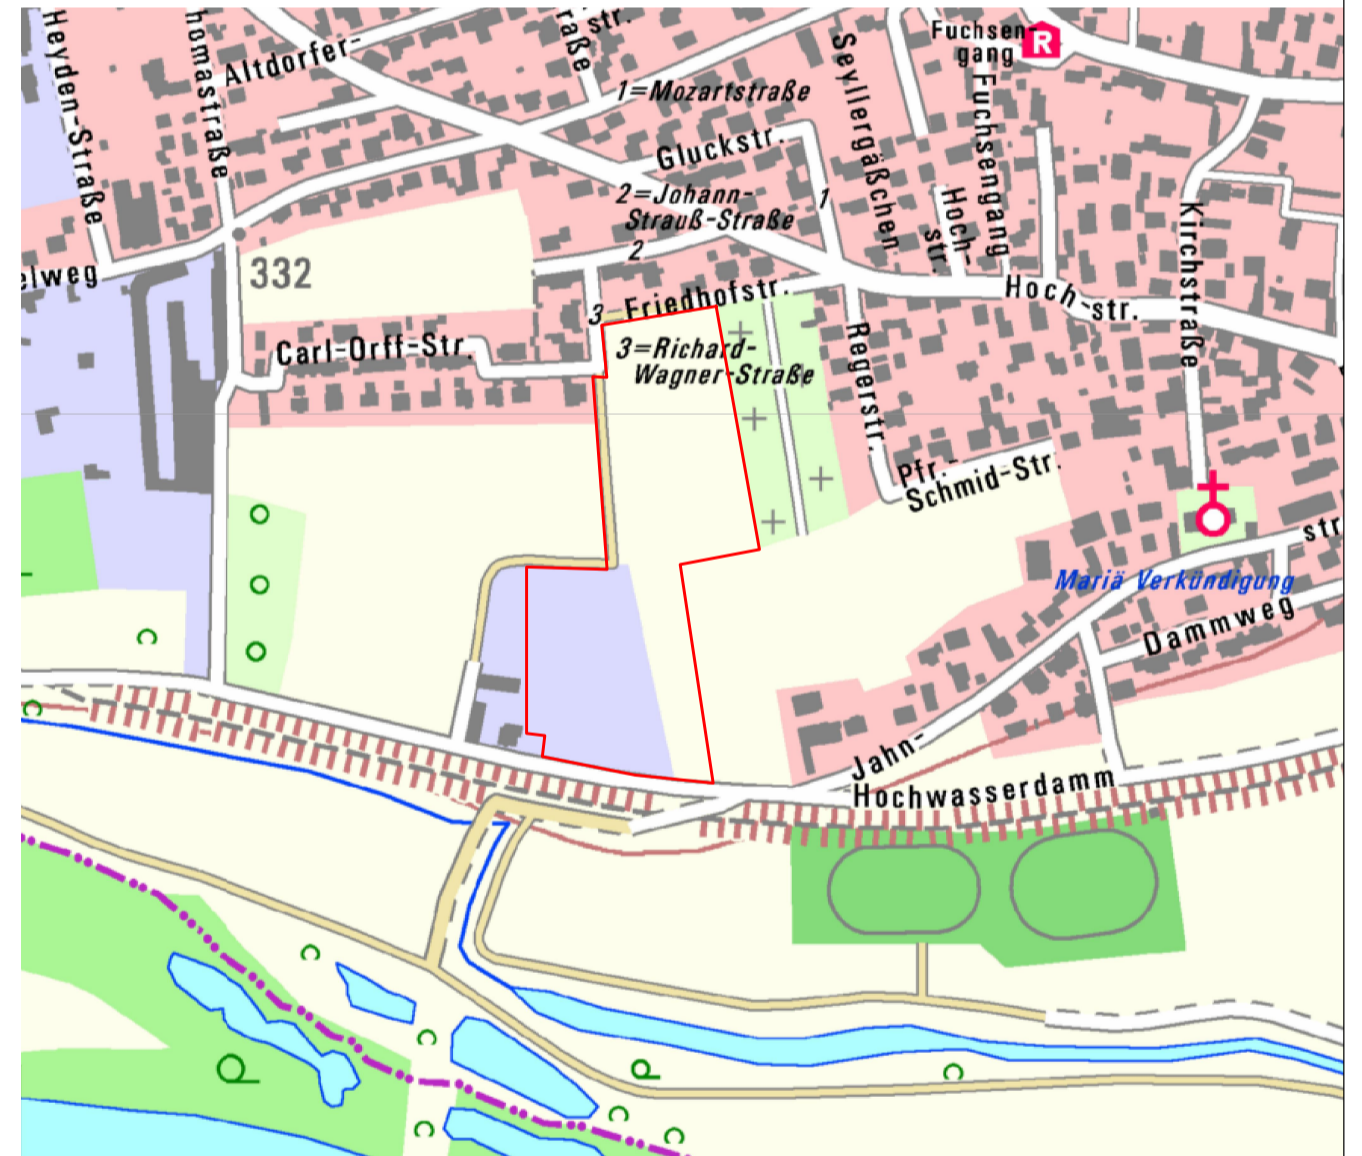 Heyden-Straße
homastraße
Altdorfer-
raße
str.
1=Mozartstraße
Gluckstr.
2=Johann-
Strauß-Straße
2
1
Seyllergäßchen
Fuchsen-
gang
R
Fuchsengang
Hoch-
str.
Kirchstraße
elweg
332
Hoch-str.
3
Friedhofstr.
3=Richard-
Wagner-Straße
Carl-Orff-Str.
Regerstr.
Pfr.-
Schmid-Str.
str
Mariä Verkündigung
Dammweg
Jahn-
Hochwasserdamm